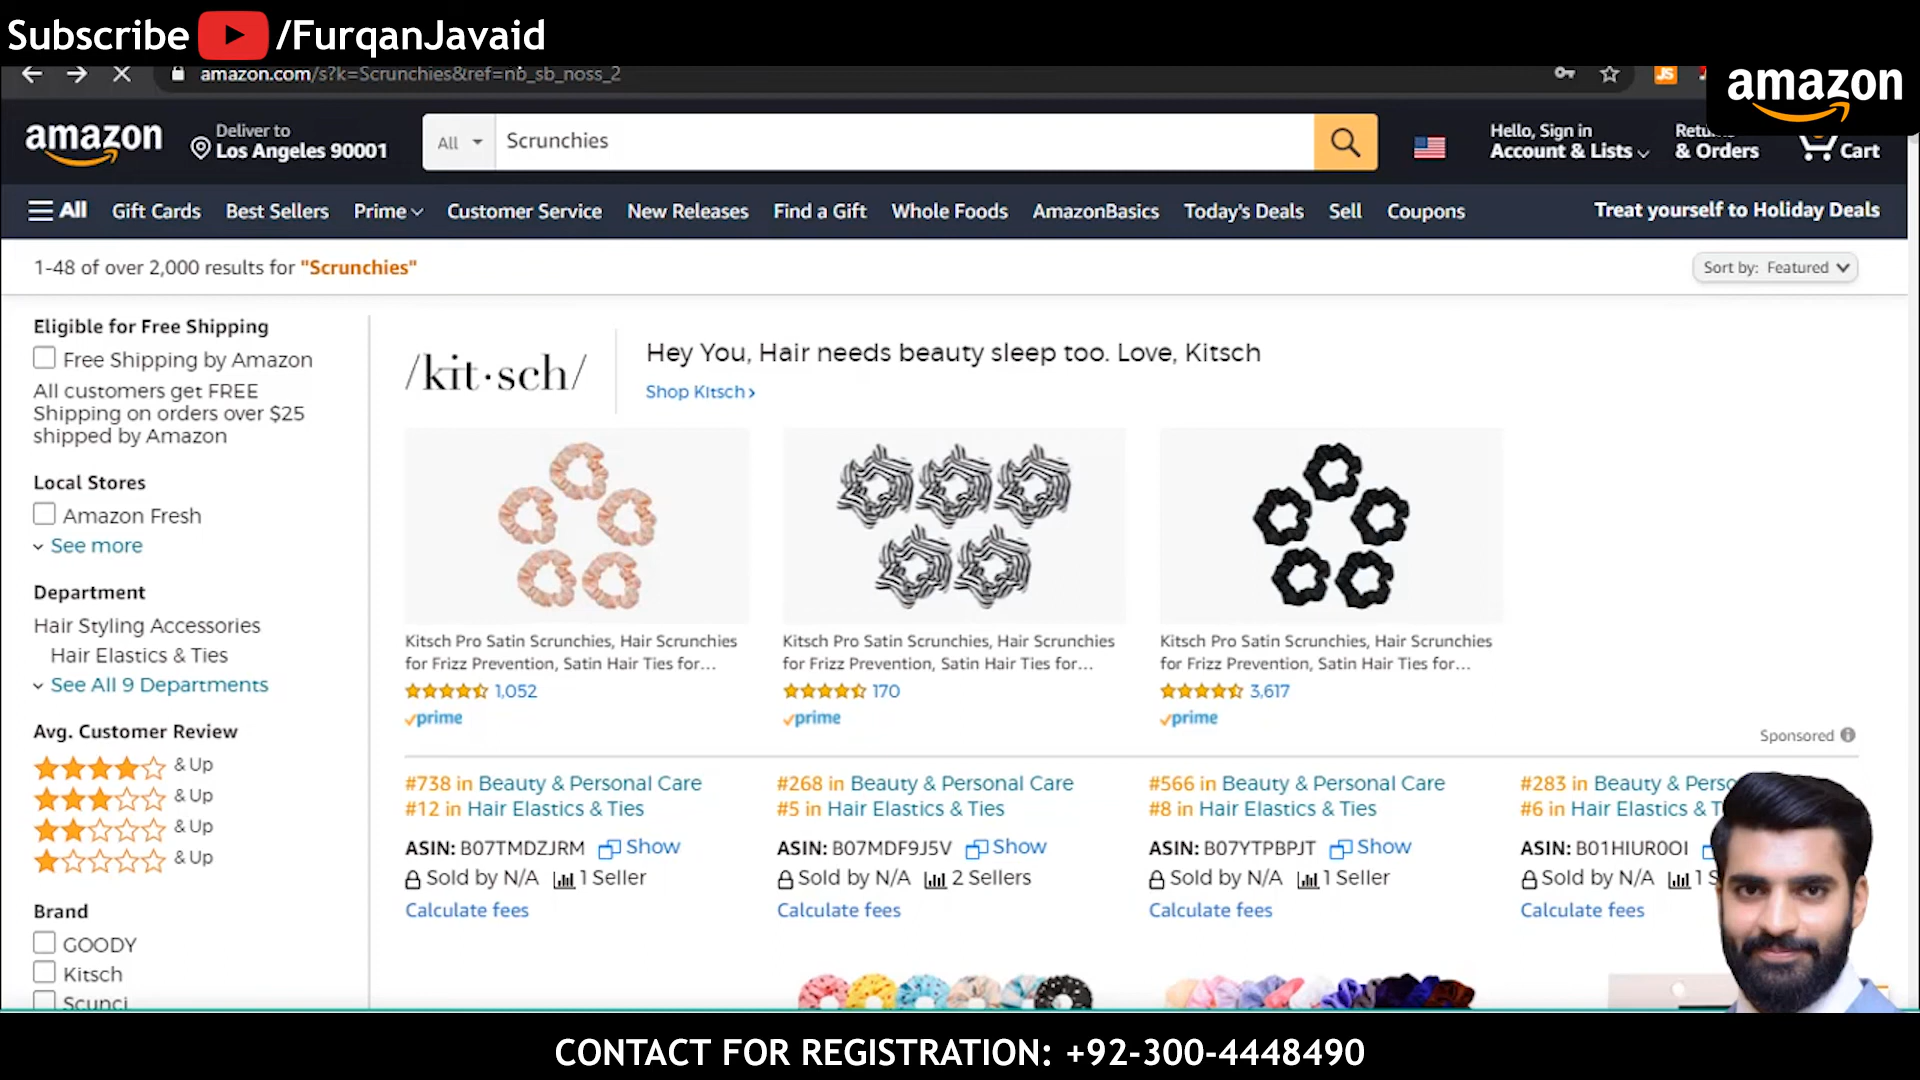 Subscribe /FurqanJavaid
amazon.com/s?k=Scrunchies&ref=nb_sb_noss_2
JS
amazon
amazon
Deliver to
Los Angeles 90001
All
Scrunchies
Hello, Sign in
Account & Lists
& Orders
Cart
All Gift Cards Best Sellers Prime Customer Service New Releases Find a Gift Whole Foods AmazonBasics Today's Deals Sell Coupons
Treat yourself to Holiday Deals
1-48 of over 2,000 results for "Scrunchies"
Sort by: Featured
Eligible for Free Shipping
Free Shipping by Amazon
All customers get FREE
Shipping on orders over $25
shipped by Amazon
Local Stores
Amazon Fresh
See more
Department
Hair Styling Accessories
Hair Elastics & Ties
See All 9 Departments
Avg. Customer Review
& Up
& Up
& Up
& Up
Brand
GOODY
Kitsch
Scunci
/kit·sch/
Hey You, Hair needs beauty sleep too. Love, Kitsch
Shop Kitsch ›
Kitsch Pro Satin Scrunchies, Hair Scrunchies
for Frizz Prevention, Satin Hair Ties for...
1,052
prime
Kitsch Pro Satin Scrunchies, Hair Scrunchies
for Frizz Prevention, Satin Hair Ties for...
170
prime
Kitsch Pro Satin Scrunchies, Hair Scrunchies
for Frizz Prevention, Satin Hair Ties for...
3,617
prime
Sponsored
#738 in Beauty & Personal Care
#12 in Hair Elastics & Ties
ASIN: B07TMDZJRM Show
Sold by N/A 1 Seller
Calculate fees
#268 in Beauty & Personal Care
#5 in Hair Elastics & Ties
ASIN: B07MDF9J5V Show
Sold by N/A 2 Sellers
Calculate fees
#566 in Beauty & Personal Care
#8 in Hair Elastics & Ties
ASIN: B07YTPBPJT Show
Sold by N/A 1 Seller
Calculate fees
#283 in Beauty & Perso
#6 in Hair Elastics & T
ASIN: B01HIUR0OI
Sold by N/A 1 S
Calculate fees
CONTACT FOR REGISTRATION: +92-300-4448490